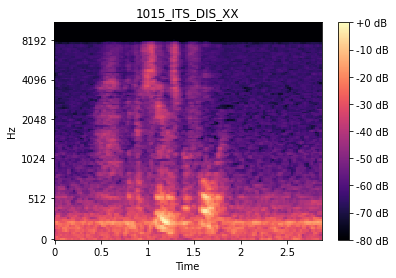 1015_ITS_DIS_XX
+0 dB
8192
-10 dB
4096
-20 dB
-30 dB
2048
Hz
-40 dB
1024
-50 dB
512
-60 dB
-70 dB
0
-80 dB
0 0.5 1 1.5 2 2.5
Time